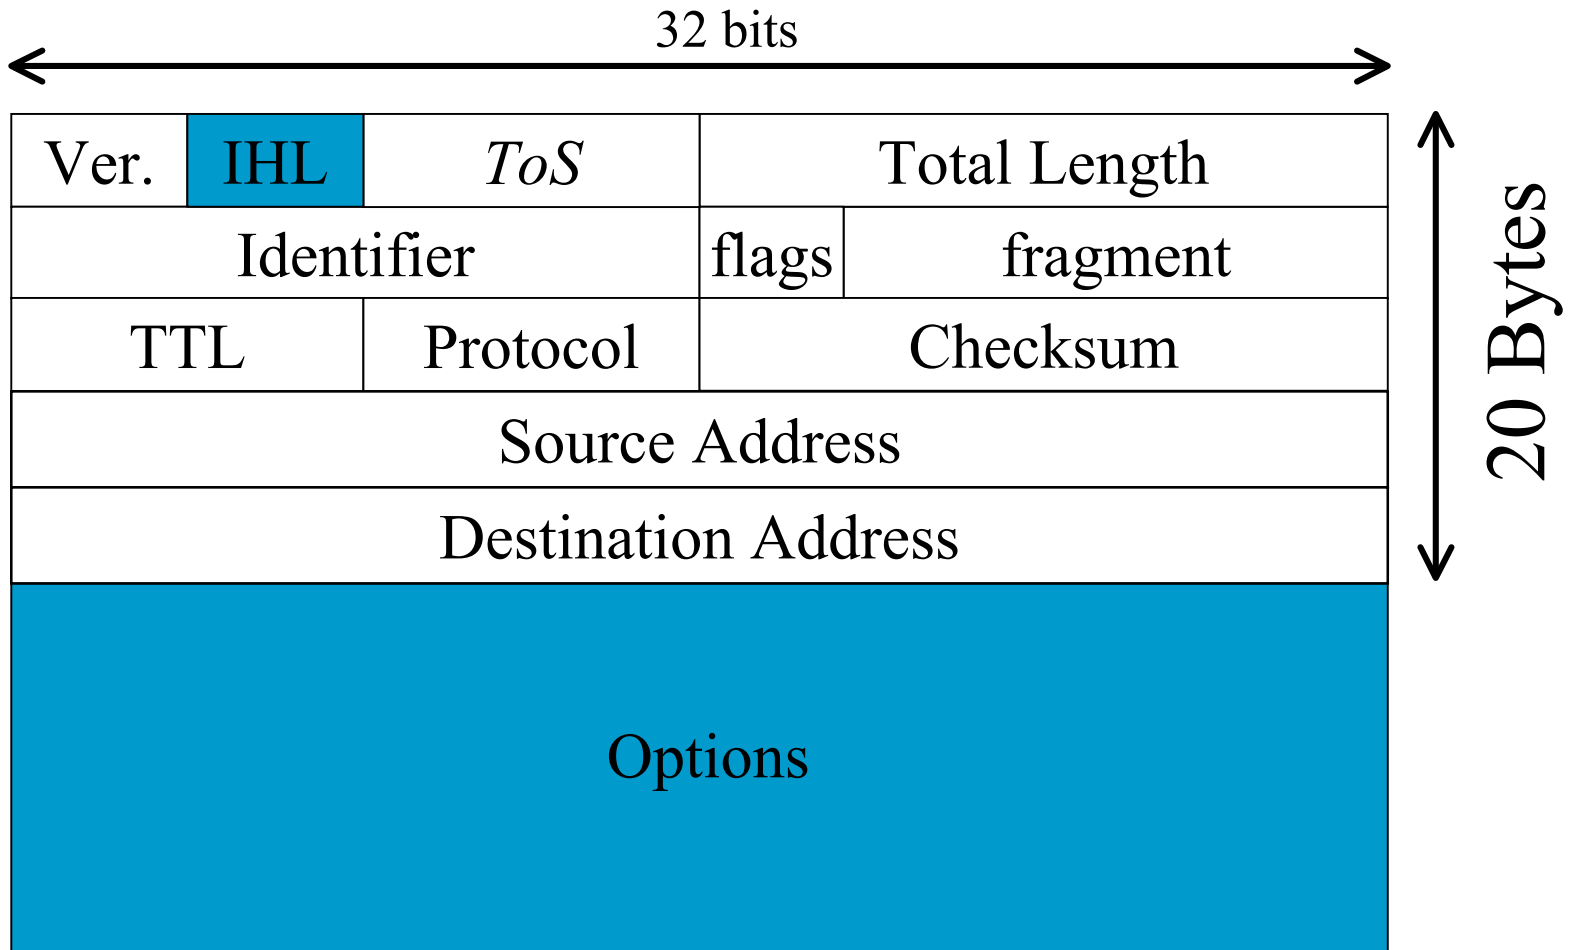 32 bits
Ver. IHL ToS Total Length
Identifier flags fragment
TTL Protocol Checksum
Source Address
Destination Address
Options
20 Bytes